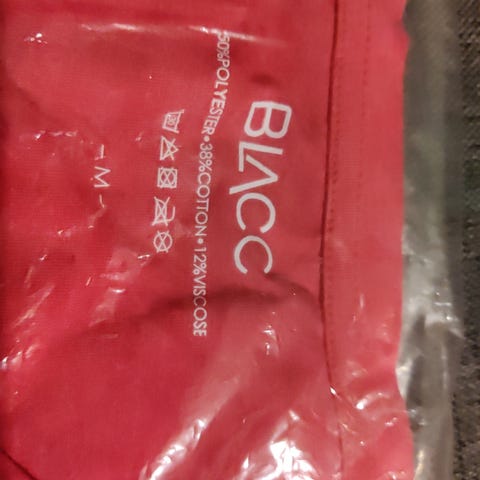 BLACC
50%POLYESTER•38%COTTON•12%VISCOSE
- M -